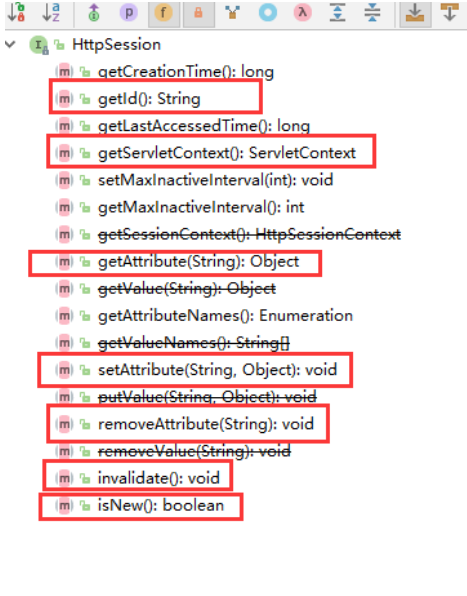 HttpSession
getCreationTime(): long
getId(): String
getLastAccessedTime(): long
getServletContext(): ServletContext
setMaxInactiveInterval(int): void
getMaxInactiveInterval(): int
getSessionContext(): HttpSessionContext
getAttribute(String): Object
getValue(String): Object
getAttributeNames(): Enumeration
getValueNames(): String[]
setAttribute(String, Object): void
putValue(String, Object): void
removeAttribute(String): void
removeValue(String): void
invalidate(): void
isNew(): boolean